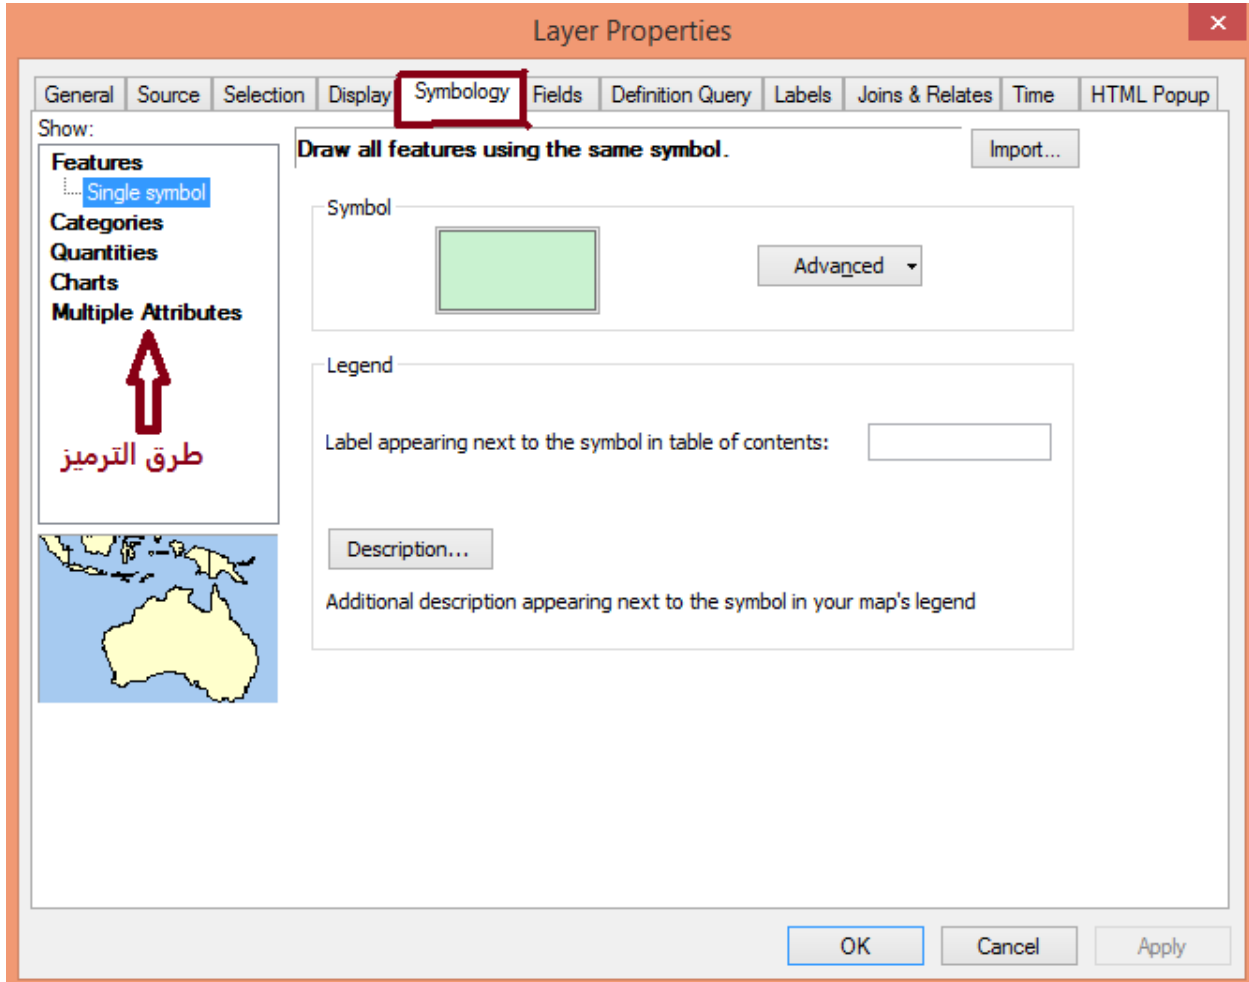 Layer Properties
General Source Selection Display Symbology Fields Definition Query Labels Joins & Relates Time HTML Popup
Show:
Features
Single symbol
Categories
Quantities
Charts
Multiple Attributes
طرق الترميز
Draw all features using the same symbol.
Import...
Symbol
Advanced
Legend
Label appearing next to the symbol in table of contents:
Description...
Additional description appearing next to the symbol in your map's legend
OK Cancel Apply